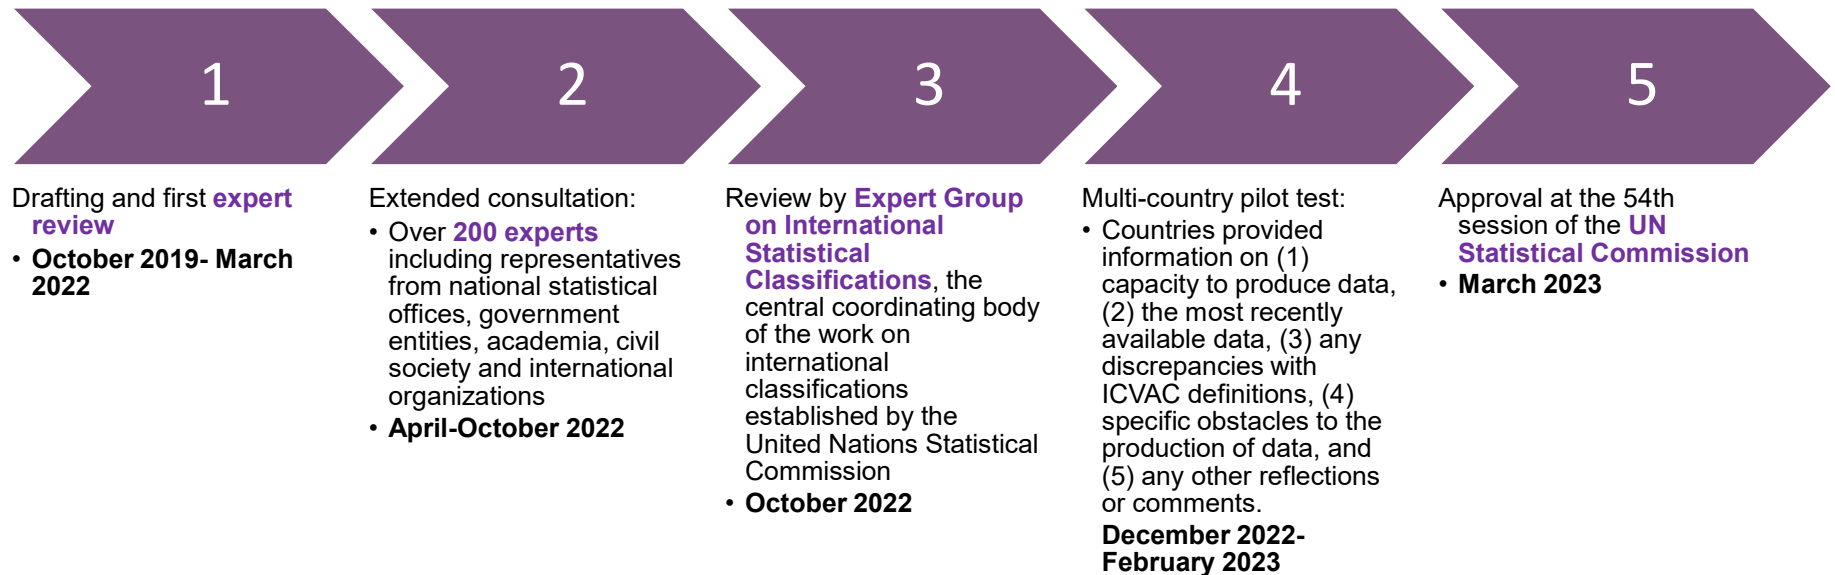 1
2
3
4
5
Drafting and first expert
review
• October 2019- March
2022
Extended consultation:
• Over 200 experts
including representatives
from national statistical
offices, government
entities, academia, civil
society and international
organizations
• April-October 2022
Review by Expert Group
on International
Statistical
Classifications, the
central coordinating body
of the work on
international
classifications
established by the
United Nations Statistical
Commission
• October 2022
Multi-country pilot test:
• Countries provided
information on (1)
capacity to produce data,
(2) the most recently
available data, (3) any
discrepancies with
ICVAC definitions, (4)
specific obstacles to the
production of data, and
(5) any other reflections
or comments.
December 2022-
February 2023
Approval at the 54th
session of the UN
Statistical Commission
• March 2023